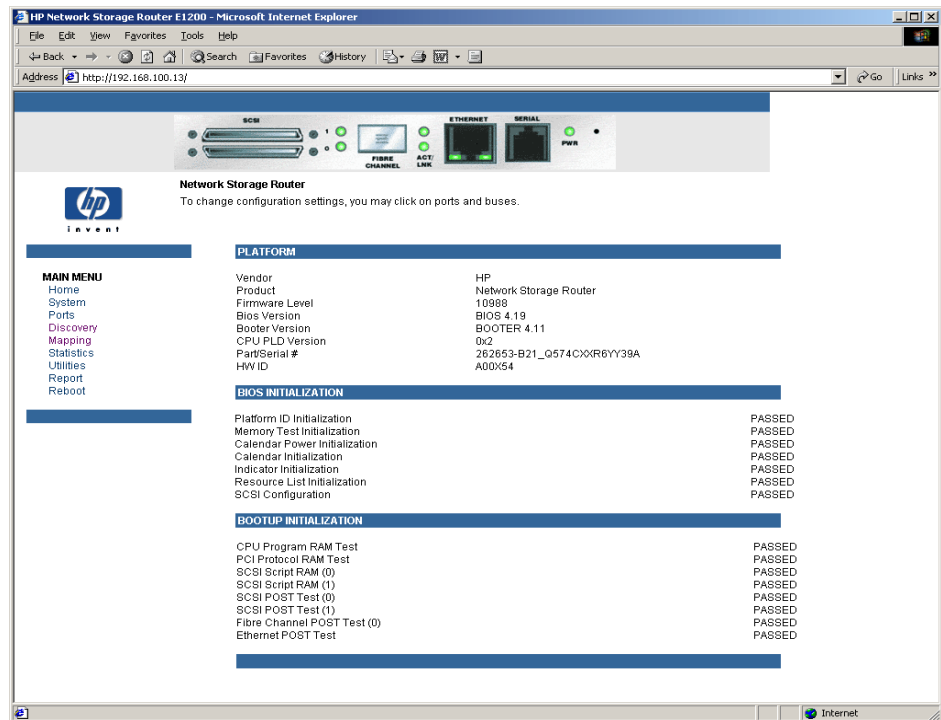 HP Network Storage Router E1200 - Microsoft Internet Explorer
File Edit View Favorites Tools Help
Back Search Favorites History
Address http://192.168.100.13/ Go Links »
SCSI ETHERNET SERIAL
1
0
FIBRE CHANNEL
ACT/ LNK
PWR
hp
invent
Network Storage Router
To change configuration settings, you may click on ports and buses.
MAIN MENU
Home
System
Ports
Discovery
Mapping
Statistics
Utilities
Report
Reboot
PLATFORM
Vendor HP
Product Network Storage Router
Firmware Level 10988
Bios Version BIOS 4.19
Booter Version BOOTER 4.11
CPU PLD Version 0x2
Part/Serial # 262653-B21_Q574CXXR6YY39A
HW ID A00X54
BIOS INITIALIZATION
Platform ID Initialization PASSED
Memory Test Initialization PASSED
Calendar Power Initialization PASSED
Calendar Initialization PASSED
Indicator Initialization PASSED
Resource List Initialization PASSED
SCSI Configuration PASSED
BOOTUP INITIALIZATION
CPU Program RAM Test PASSED
PCI Protocol RAM Test PASSED
SCSI Script RAM (0) PASSED
SCSI Script RAM (1) PASSED
SCSI POST Test (0) PASSED
SCSI POST Test (1) PASSED
Fibre Channel POST Test (0) PASSED
Ethernet POST Test PASSED
Internet